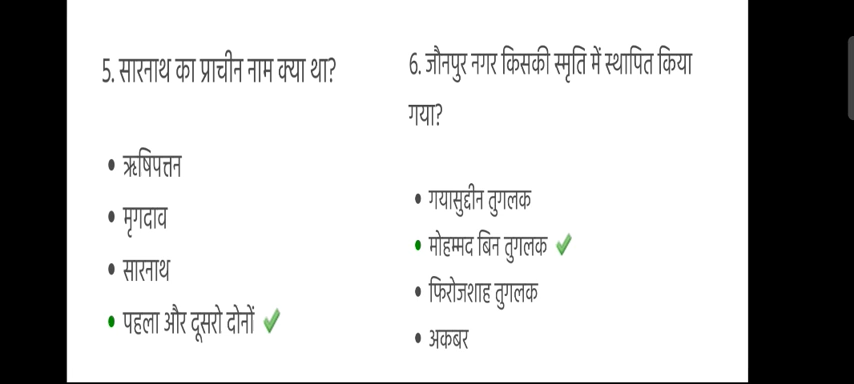 5. सारनाथ का प्राचीन नाम क्या था?
• ऋषिपत्तन
• मृगदाव
• सारनाथ
• पहला और दूसरो दोनों ✔
6. जौनपुर नगर किसकी स्मृति में स्थापित किया
गया?
• गयासुद्दीन तुगलक
• मोहम्मद बिन तुगलक ✔
• फिरोजशाह तुगलक
• अकबर